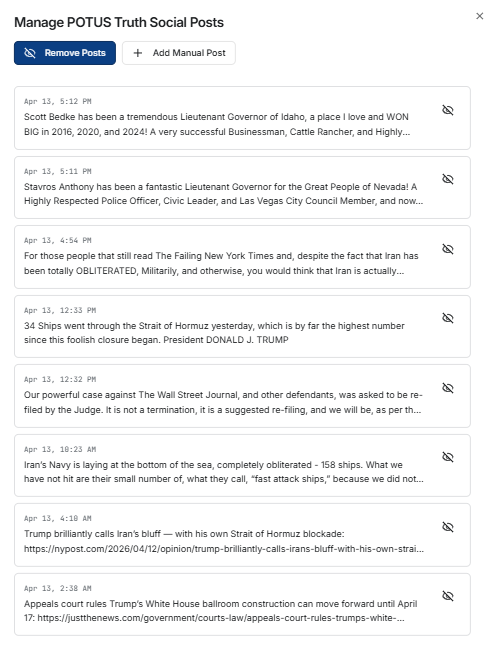 Manage POTUS Truth Social Posts
Remove Posts
Add Manual Post
Apr 13, 5:12 PM
Scott Bedke has been a tremendous Lieutenant Governor of Idaho, a place I love and WON
BIG in 2016, 2020, and 2024! A very successful Businessman, Cattle Rancher, and Highly...
Apr 13, 5:11 PM
Stavros Anthony has been a fantastic Lieutenant Governor for the Great People of Nevada! A
Highly Respected Police Officer, Civic Leader, and Las Vegas City Council Member, and now...
Apr 13, 4:54 PM
For those people that still read The Failing New York Times and, despite the fact that Iran has
been totally OBLITERATED, Militarily, and otherwise, you would think that Iran is actually...
Apr 13, 12:33 PM
34 Ships went through the Strait of Hormuz yesterday, which is by far the highest number
since this foolish closure began. President DONALD J. TRUMP
Apr 13, 12:32 PM
Our powerful case against The Wall Street Journal, and other defendants, was asked to be re-
filed by the Judge. It is not a termination, it is a suggested re-filing, and we will be, as per th...
Apr 13, 10:23 AM
Iran's Navy is laying at the bottom of the sea, completely obliterated - 158 ships. What we
have not hit are their small number of, what they call, “fast attack ships,” because we did not...
Apr 13, 4:10 AM
Trump brilliantly calls Iran's bluff — with his own Strait of Hormuz blockade:
https://nypost.com/2026/04/12/opinion/trump-brilliantly-calls-irans-bluff-with-his-own-strai...
Apr 13, 2:38 AM
Appeals court rules Trump's White House ballroom construction can move forward until April
17: https://justthenews.com/government/courts-law/appeals-court-rules-trumps-white-...